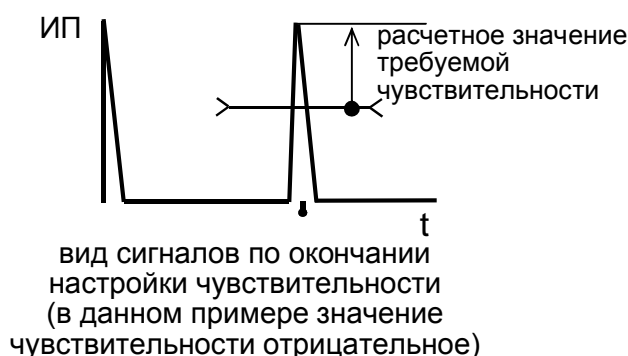 ИП
расчетное значение
требуемой
чувствительности
t
вид сигналов по окончании
настройки чувствительности
(в данном примере значение
чувствительности отрицательное)